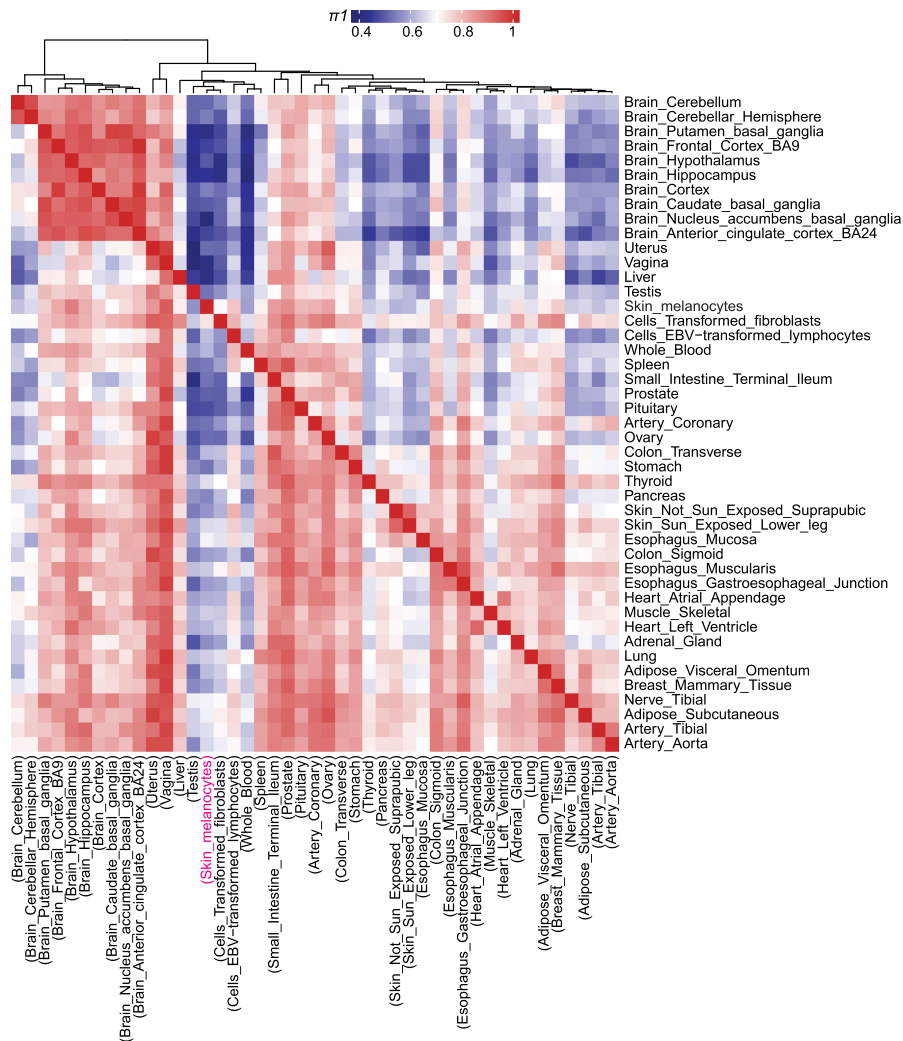 π1
0.4 0.6 0.8 1
Brain_Cerebellum
Brain_Cerebellar_Hemisphere
Brain_Putamen_basal_ganglia
Brain_Frontal_Cortex_BA9
Brain_Hypothalamus
Brain_Hippocampus
Brain_Cortex
Brain_Caudate_basal_ganglia
Brain_Nucleus_accumbens_basal_ganglia
Brain_Anterior_cingulate_cortex_BA24
Uterus
Vagina
Liver
Testis
Skin_melanocytes
Cells_Transformed_fibroblasts
Cells_EBV−transformed_lymphocytes
Whole_Blood
Spleen
Small_Intestine_Terminal_Ileum
Prostate
Pituitary
Artery_Coronary
Ovary
Colon_Transverse
Stomach
Thyroid
Pancreas
Skin_Not_Sun_Exposed_Suprapubic
Skin_Sun_Exposed_Lower_leg
Esophagus_Mucosa
Colon_Sigmoid
Esophagus_Muscularis
Esophagus_Gastroesophageal_Junction
Heart_Atrial_Appendage
Muscle_Skeletal
Heart_Left_Ventricle
Adrenal_Gland
Lung
Adipose_Visceral_Omentum
Breast_Mammary_Tissue
Nerve_Tibial
Adipose_Subcutaneous
Artery_Tibial
Artery_Aorta
(Brain_Cerebellum)
(Brain_Cerebellar_Hemisphere)
(Brain_Putamen_basal_ganglia)
(Brain_Frontal_Cortex_BA9)
(Brain_Hypothalamus)
(Brain_Hippocampus)
(Brain_Cortex)
(Brain_Caudate_basal_ganglia)
(Brain_Nucleus_accumbens_basal_ganglia)
(Brain_Anterior_cingulate_cortex_BA24)
(Uterus)
(Vagina)
(Liver)
(Testis)
(Skin_melanocytes)
(Cells_Transformed_fibroblasts)
(Cells_EBV−transformed_lymphocytes)
(Whole_Blood)
(Spleen)
(Small_Intestine_Terminal_Ileum)
(Prostate)
(Pituitary)
(Artery_Coronary)
(Ovary)
(Colon_Transverse)
(Stomach)
(Thyroid)
(Pancreas)
(Skin_Not_Sun_Exposed_Suprapubic)
(Skin_Sun_Exposed_Lower_leg)
(Esophagus_Mucosa)
(Colon_Sigmoid)
(Esophagus_Muscularis)
(Esophagus_Gastroesophageal_Junction)
(Heart_Atrial_Appendage)
(Muscle_Skeletal)
(Heart_Left_Ventricle)
(Adrenal_Gland)
(Lung)
(Adipose_Visceral_Omentum)
(Breast_Mammary_Tissue)
(Nerve_Tibial)
(Adipose_Subcutaneous)
(Artery_Tibial)
(Artery_Aorta)